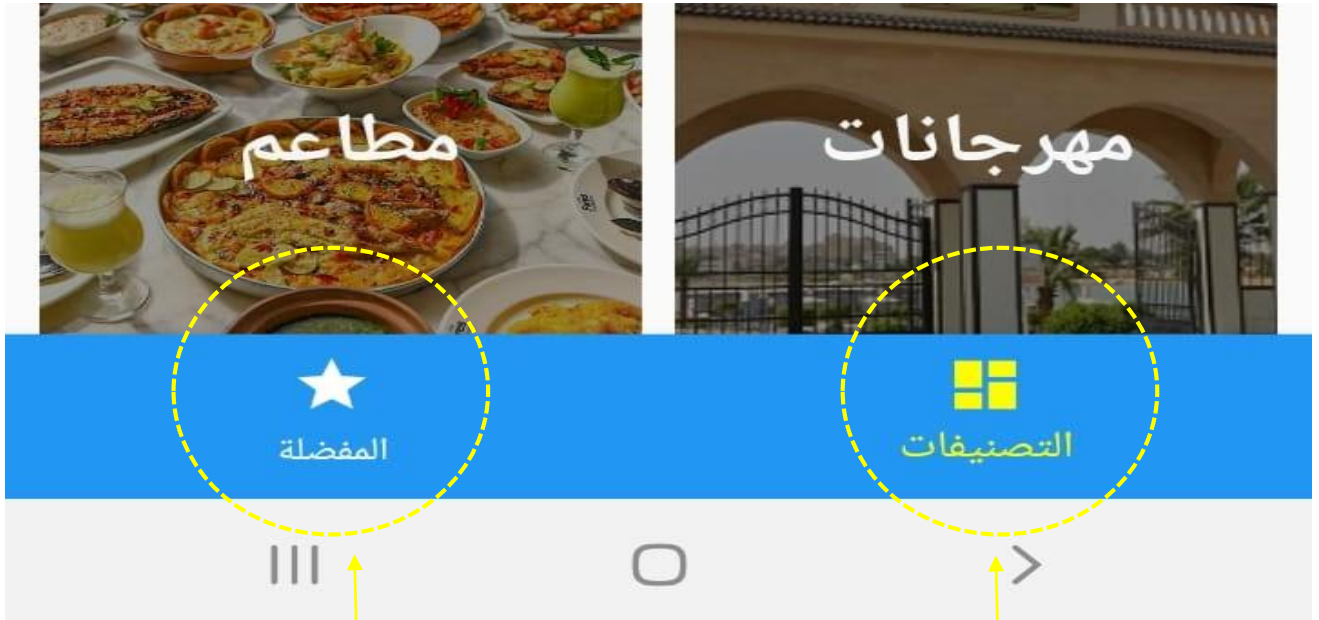 مهرجانات
مطاعم
التصنيفات
المفضلة